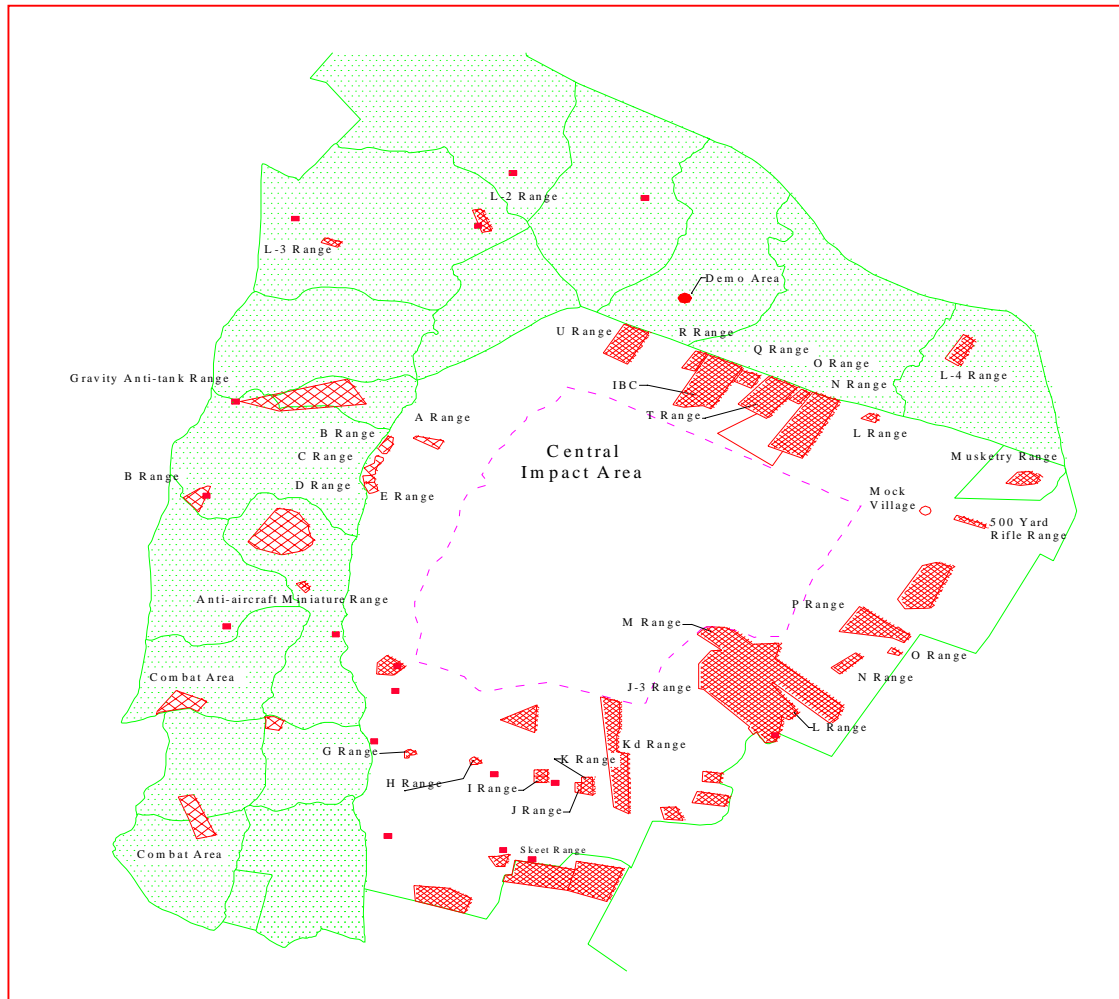 L-2 Range
L-3 Range
Demo Area
U Range
R Range
Q Range
O Range
N Range
IBC
T Range
L-4 Range
Gravity Anti-tank Range
A Range
B Range
C Range
D Range
E Range
B Range
Central
Impact Area
L Range
Musketry Range
Mock
Village
500 Yard
Rifle Range
Anti-aircraft Miniature Range
P Range
M Range
O Range
N Range
Combat Area
J-3 Range
L Range
G Range
Kd Range
K Range
H Range
I Range
J Range
Skeet Range
Combat Area